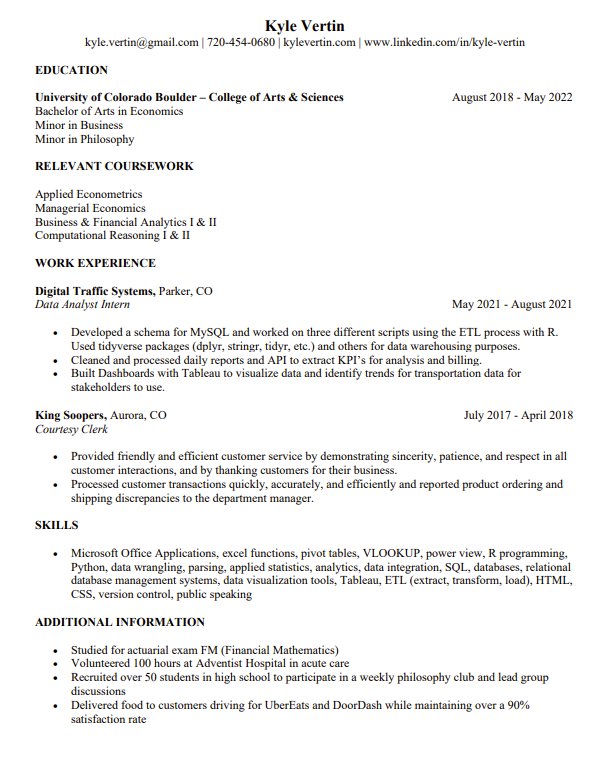 Kyle Vertin
kyle.vertin@gmail.com | 720-454-0680 | kylevertin.com | www.linkedin.com/in/kyle-vertin
EDUCATION
University of Colorado Boulder – College of Arts & Sciences August 2018 - May 2022
Bachelor of Arts in Economics
Minor in Business
Minor in Philosophy
RELEVANT COURSEWORK
Applied Econometrics
Managerial Economics
Business & Financial Analytics I & II
Computational Reasoning I & II
WORK EXPERIENCE
Digital Traffic Systems, Parker, CO
Data Analyst Intern May 2021 - August 2021
• Developed a schema for MySQL and worked on three different scripts using the ETL process with R.
Used tidyverse packages (dplyr, stringr, tidyr, etc.) and others for data warehousing purposes.
• Cleaned and processed daily reports and API to extract KPI’s for analysis and billing.
• Built Dashboards with Tableau to visualize data and identify trends for transportation data for
stakeholders to use.
King Soopers, Aurora, CO July 2017 - April 2018
Courtesy Clerk
• Provided friendly and efficient customer service by demonstrating sincerity, patience, and respect in all
customer interactions, and by thanking customers for their business.
• Processed customer transactions quickly, accurately, and efficiently and reported product ordering and
shipping discrepancies to the department manager.
SKILLS
• Microsoft Office Applications, excel functions, pivot tables, VLOOKUP, power view, R programming,
Python, data wrangling, parsing, applied statistics, analytics, data integration, SQL, databases, relational
database management systems, data visualization tools, Tableau, ETL (extract, transform, load), HTML,
CSS, version control, public speaking
ADDITIONAL INFORMATION
• Studied for actuarial exam FM (Financial Mathematics)
• Volunteered 100 hours at Adventist Hospital in acute care
• Recruited over 50 students in high school to participate in a weekly philosophy club and lead group
discussions
• Delivered food to customers driving for UberEats and DoorDash while maintaining over a 90%
satisfaction rate